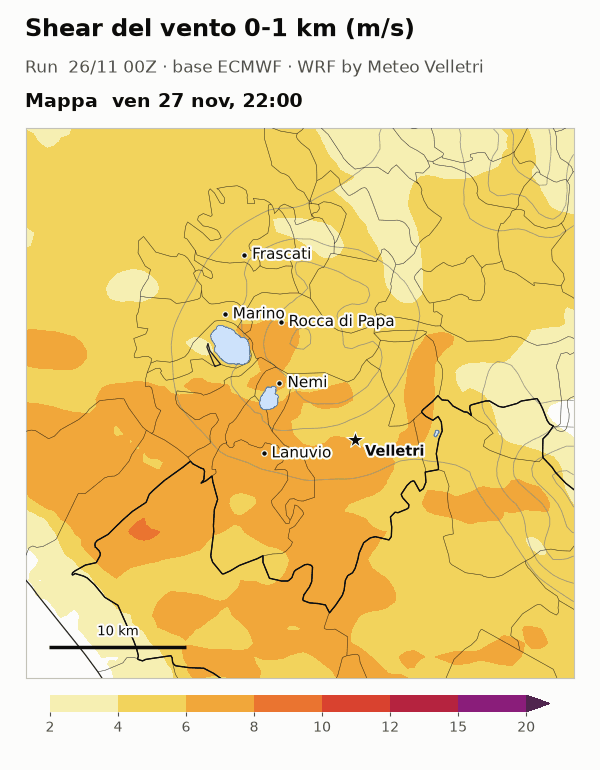 Shear del vento 0-1 km (m/s)
Run  26/11 00Z · base ECMWF · WRF by Meteo Velletri
Mappa  ven 27 nov, 22:00
Frascati
Marino
Rocca di Papa
Nemi
Velletri
Lanuvio
10 km
2 4 6 8 10 12 15 20